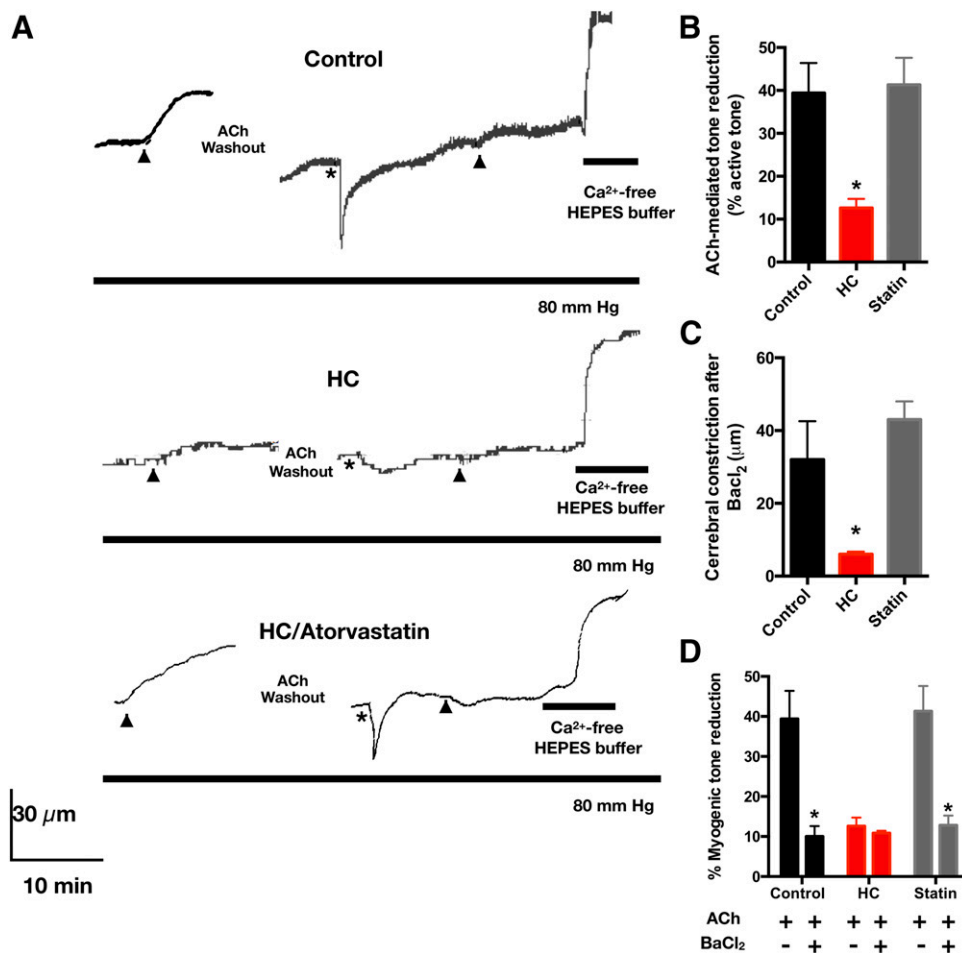 A
Control
ACh
Washout
*
Ca²⁺-free
HEPES buffer
80 mm Hg
HC
ACh
Washout
*
Ca²⁺-free
HEPES buffer
80 mm Hg
HC/Atorvastatin
ACh
Washout
*
Ca²⁺-free
HEPES buffer
80 mm Hg
30 μm
10 min
B
ACh-mediated tone reduction
(% active tone)
50
40
30
20
10
0
*
Control
HC
Statin
C
Cerrebral constriction after
Bacl₂ (μm)
60
40
20
0
*
Control
HC
Statin
D
% Myogenic tone reduction
50
40
30
20
10
0
*
*
Control HC Statin
ACh + + + + + +
BaCl₂ - + - + - +